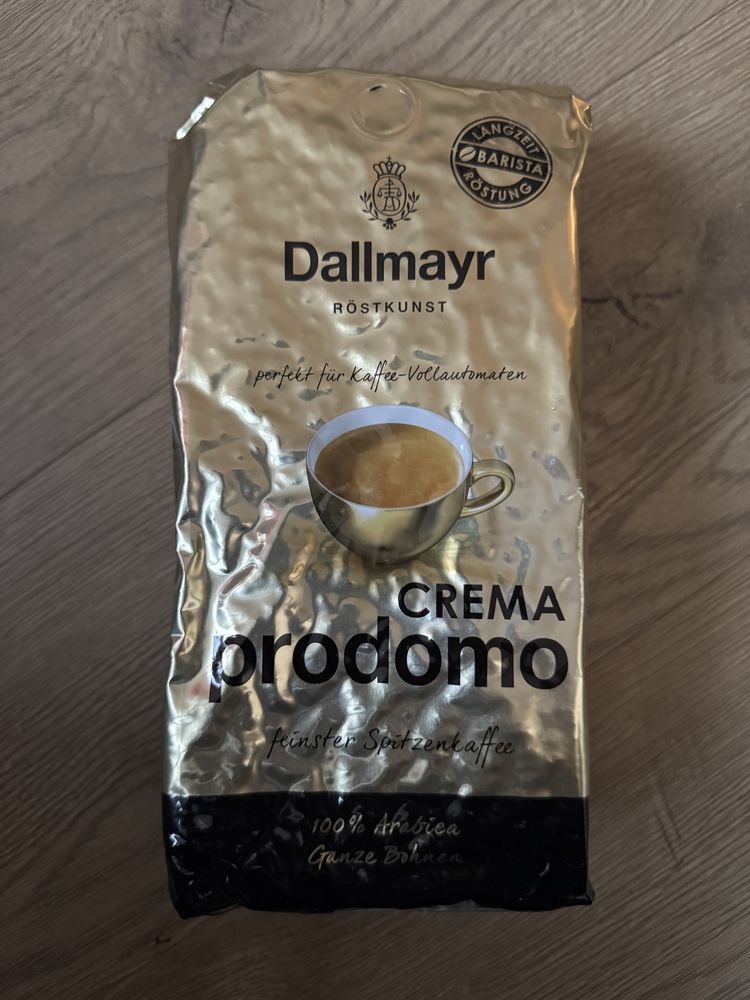 LANGZEIT
BARISTA
RÖSTUNG
Dallmayr
RÖSTKUNST
perfekt für Kaffee-Vollautomaten
CREMA
prodomo
feinster Spitzenkaffee
100% Arabica
Ganze Bohnen